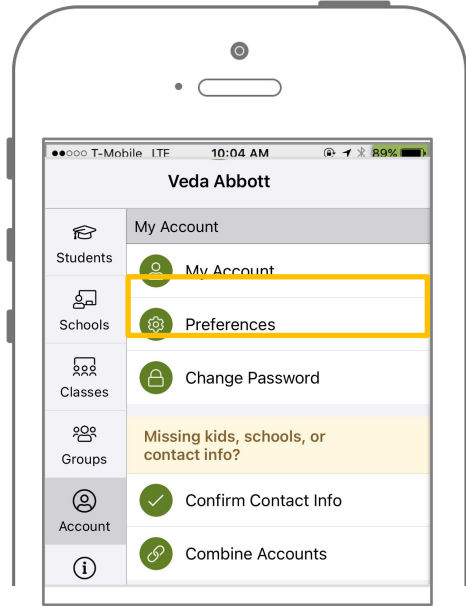 ●●○○○ T-Mobile LTE 10:04 AM 89%
Veda Abbott
My Account
Students
My Account
Schools
Preferences
Classes
Change Password
Groups
Missing kids, schools, or
contact info?
Account
Confirm Contact Info
Combine Accounts